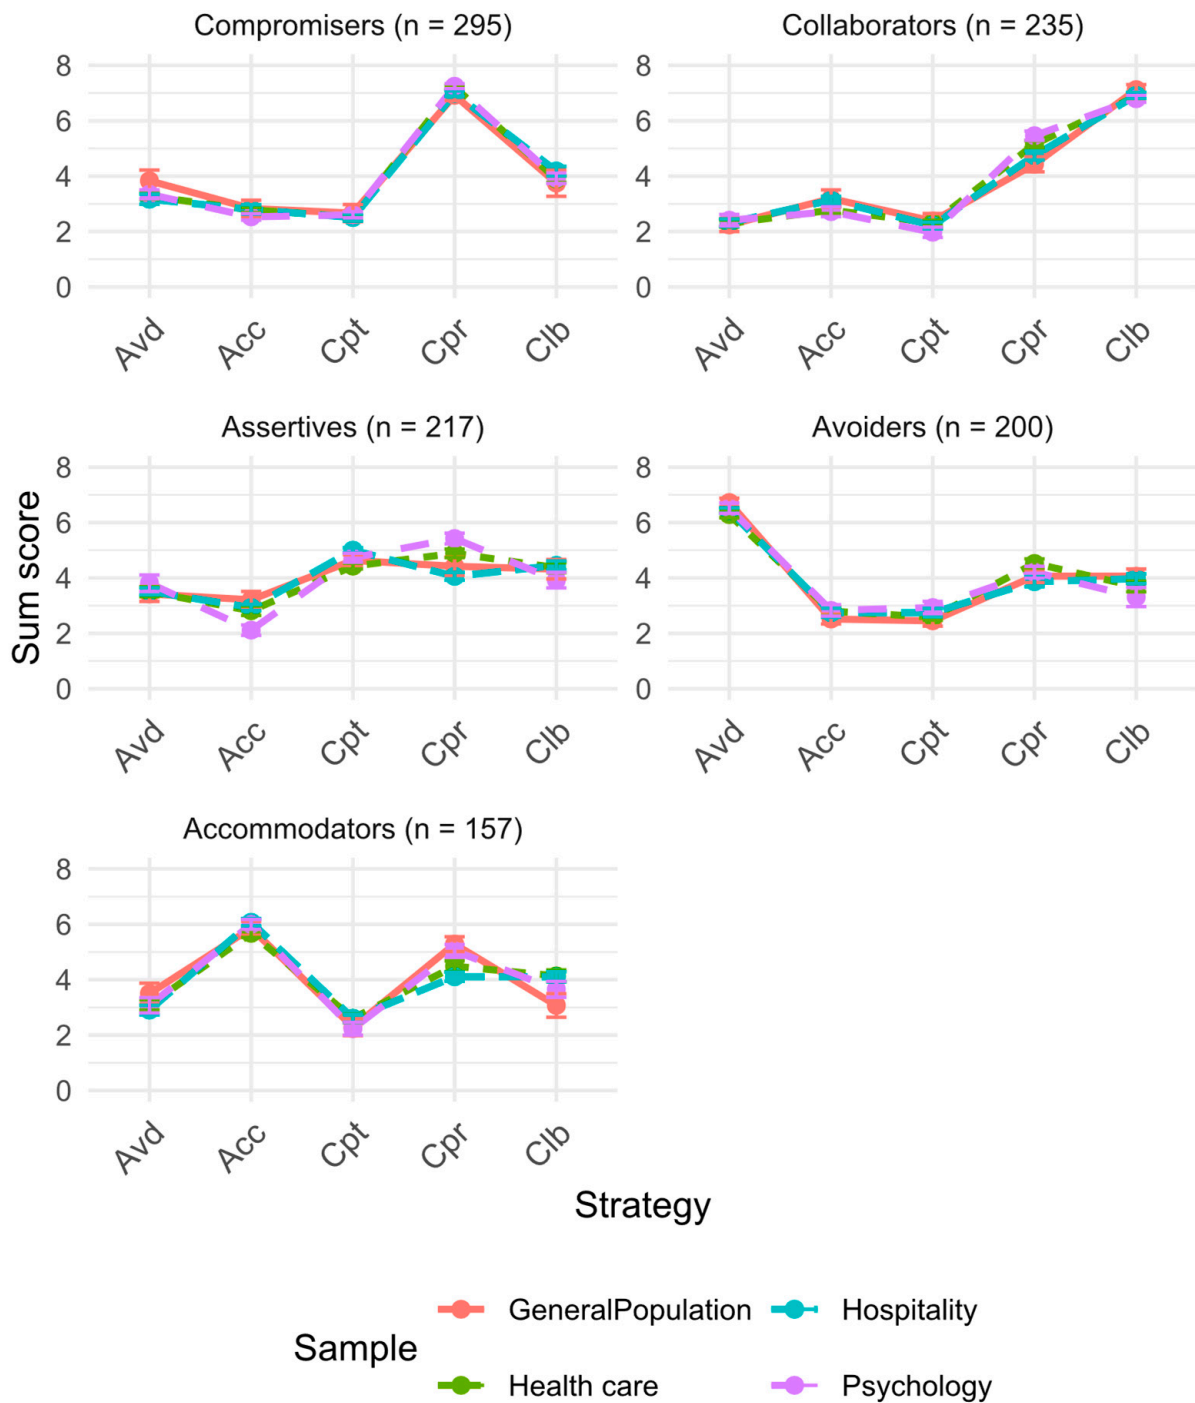 Compromisers (n = 295)
Collaborators (n = 235)
8
6
4
2
0
8
6
4
2
0
Avd
Acc
Cpt
Cpr
Clb
Avd
Acc
Cpt
Cpr
Clb
Assertives (n = 217)
Avoiders (n = 200)
Sum score
8
6
4
2
0
8
6
4
2
0
Avd
Acc
Cpt
Cpr
Clb
Avd
Acc
Cpt
Cpr
Clb
Accommodators (n = 157)
8
6
4
2
0
Avd
Acc
Cpt
Cpr
Clb
Strategy
Sample
GeneralPopulation
Hospitality
Health care
Psychology